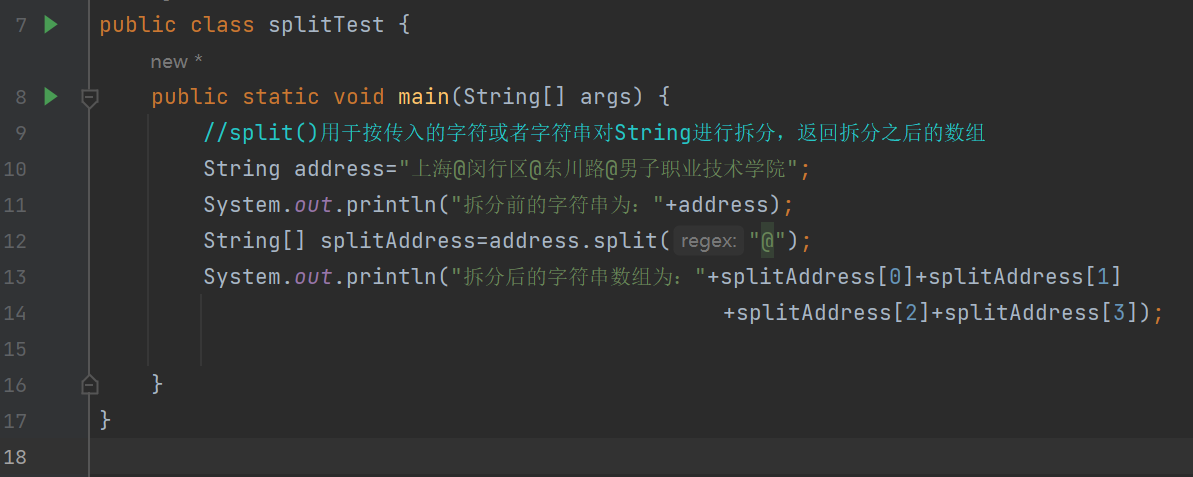 7 public class splitTest {
new *
8 public static void main(String[] args) {
9 //split()用于按传入的字符或者字符串对String进行拆分，返回拆分之后的数组
10 String address="上海@闵行区@东川路@男子职业技术学院";
11 System.out.println("拆分前的字符串为："+address);
12 String[] splitAddress=address.split( regex: "@");
13 System.out.println("拆分后的字符串数组为："+splitAddress[0]+splitAddress[1]
14 +splitAddress[2]+splitAddress[3]);
15
16 }
17 }
18